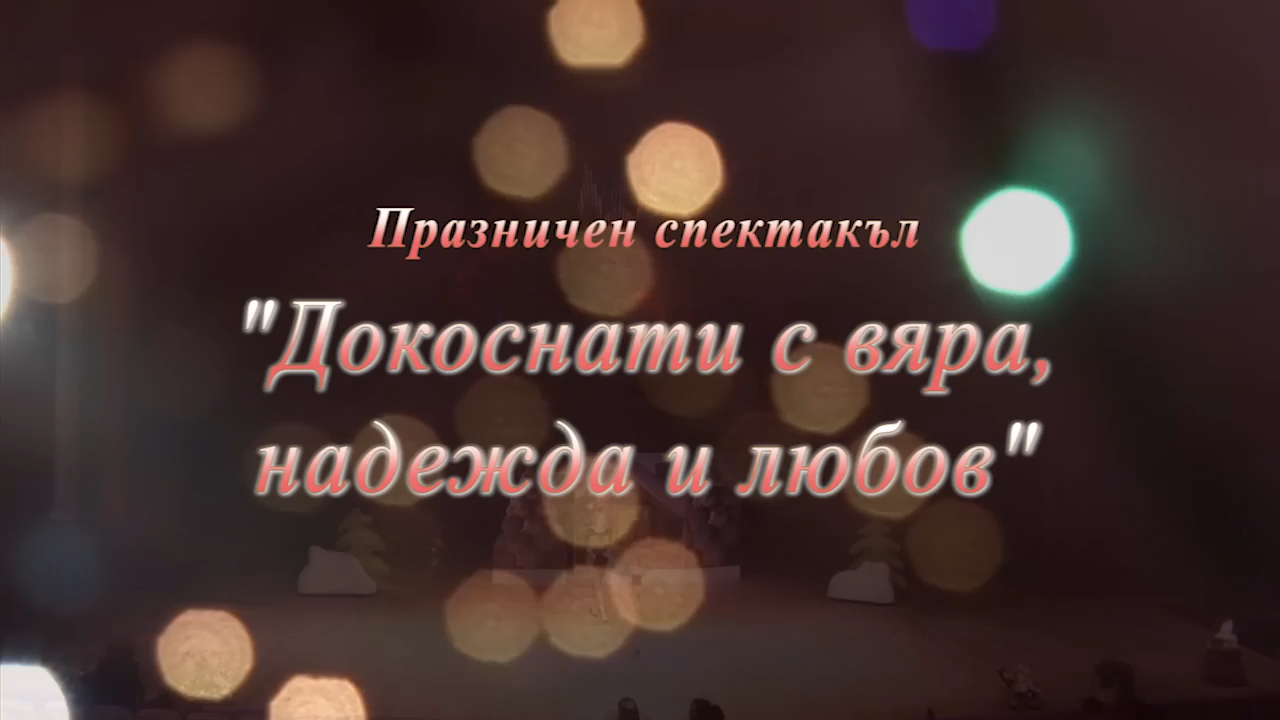 Празничен спектакъл
"Докоснати с вяра,
надежда и любов"